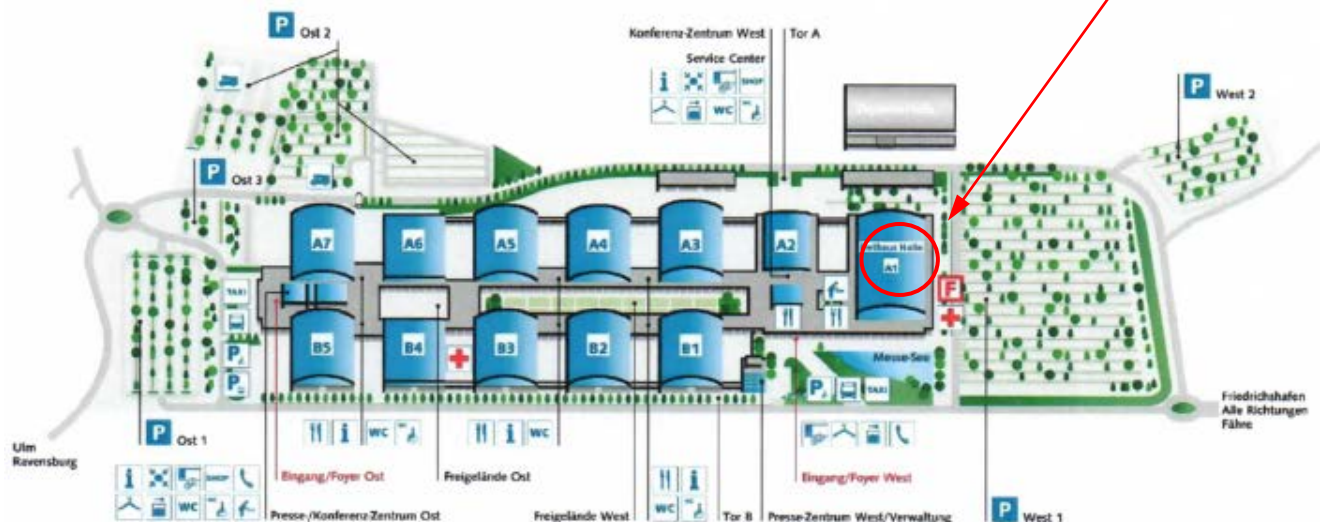 P Ost 2
Konferenz-Zentrum West
Tor A
Service Center
i SHOP
WC
P West 2
P Ost 3
A7
A6
A5
A4
A3
A2
A1
TAXI
F
B5
B4
B3
B2
B1
P
P
Messe-See
P TAXI
Friedrichshafen
Alle Richtungen
Fähre
P Ost 1
i WC
i WC
Ulm
Ravensburg
Eingang/Foyer Ost
Freigelände Ost
Eingang/Foyer West
i SHOP
i
WC
WC
Presse-/Konferenz-Zentrum Ost
Freigelände West
Tor B
Presse-Zentrum West/Verwaltung
P West 1